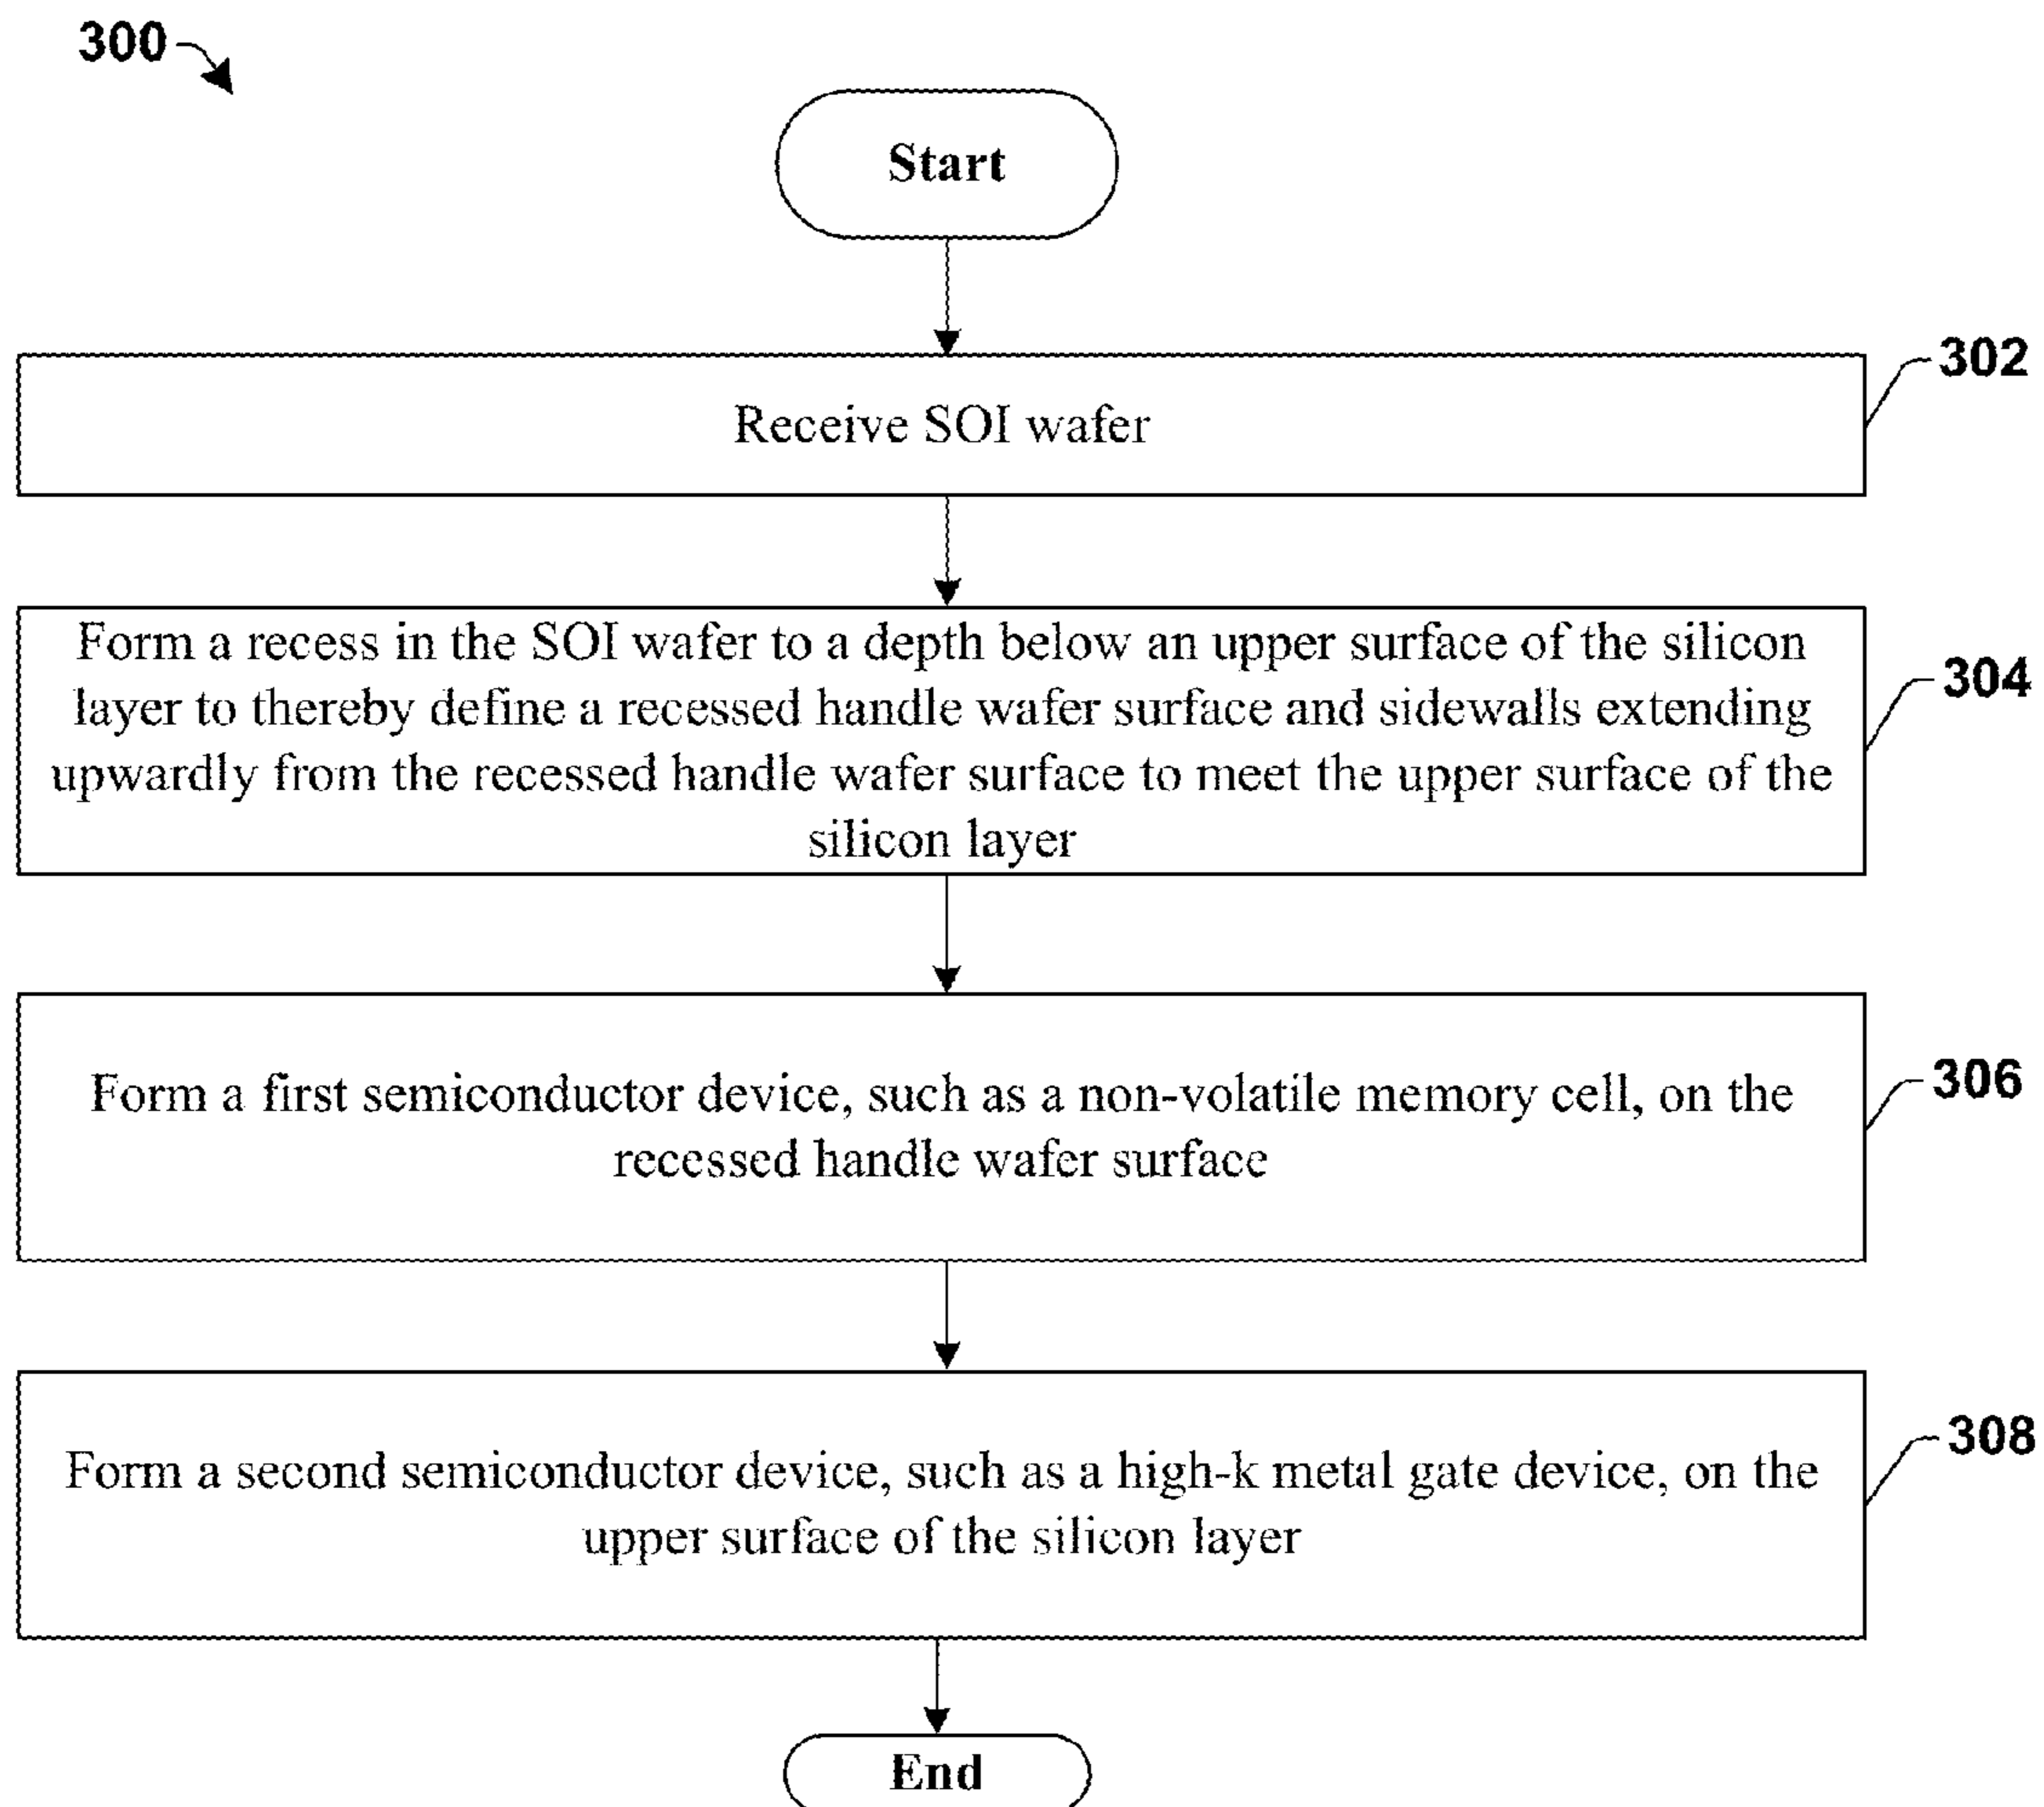 300
Start
302
Receive SOI wafer
304
Form a recess in the SOI wafer to a depth below an upper surface of the silicon
layer to thereby define a recessed handle wafer surface and sidewalls extending
upwardly from the recessed handle wafer surface to meet the upper surface of the
silicon layer
306
Form a first semiconductor device, such as a non-volatile memory cell, on the
recessed handle wafer surface
308
Form a second semiconductor device, such as a high-k metal gate device, on the
upper surface of the silicon layer
End